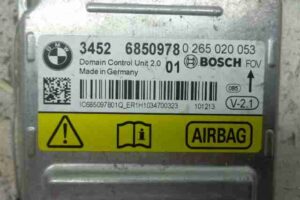 3452 6850978 0 265 020 053
Domain Control Unit 2.0 01 BOSCH FOV
Made in Germany
IC685097801Q_ER1H1034700323 101213 V-2.1
AIRBAG